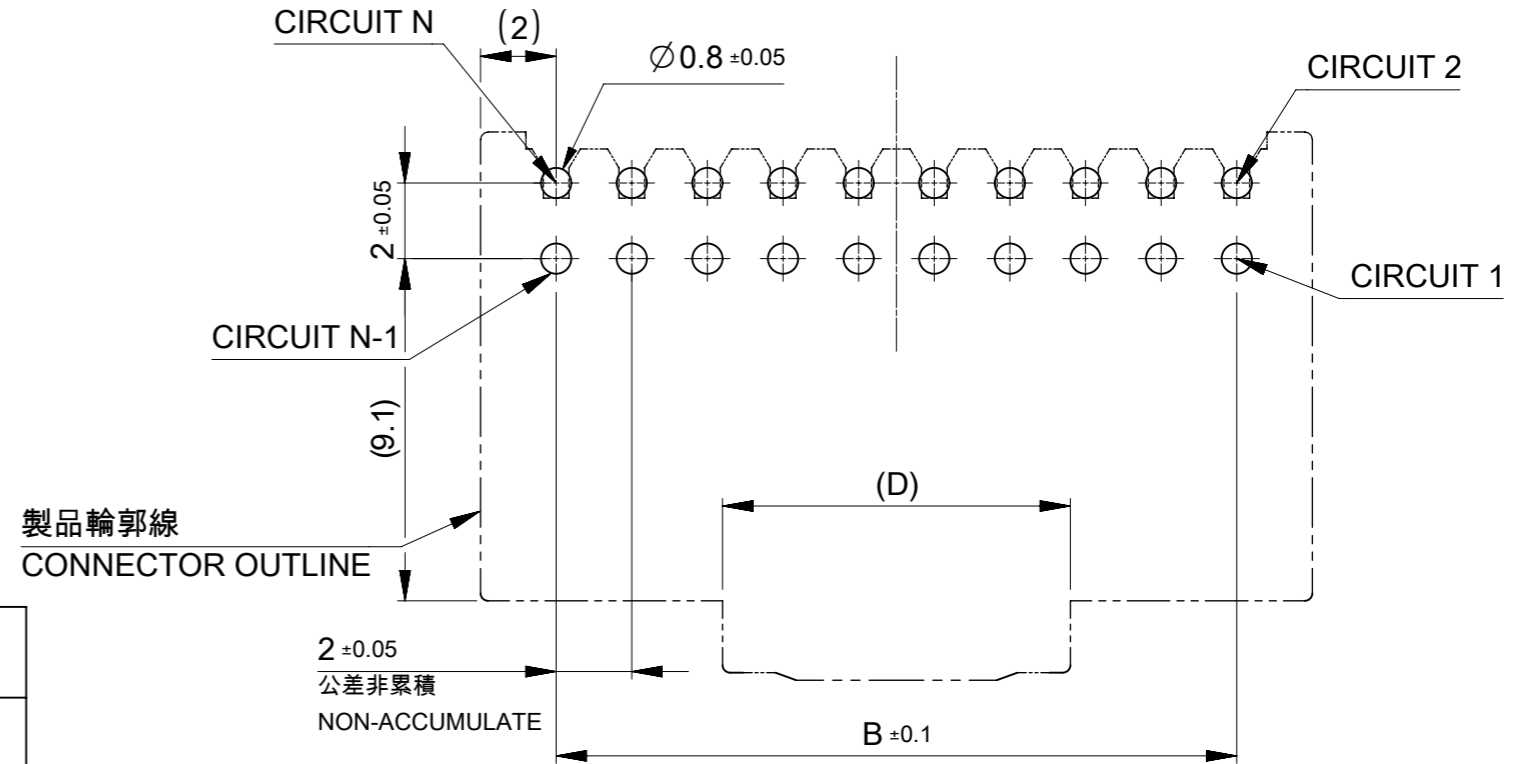 CIRCUIT N
(2)
∅0.8 ±0.05
CIRCUIT 2
2 ±0.05
CIRCUIT 1
CIRCUIT N-1
(9.1)
(D)
製品輪郭線
CONNECTOR OUTLINE
2 ±0.05
公差非累積
NON-ACCUMULATE
B ±0.1